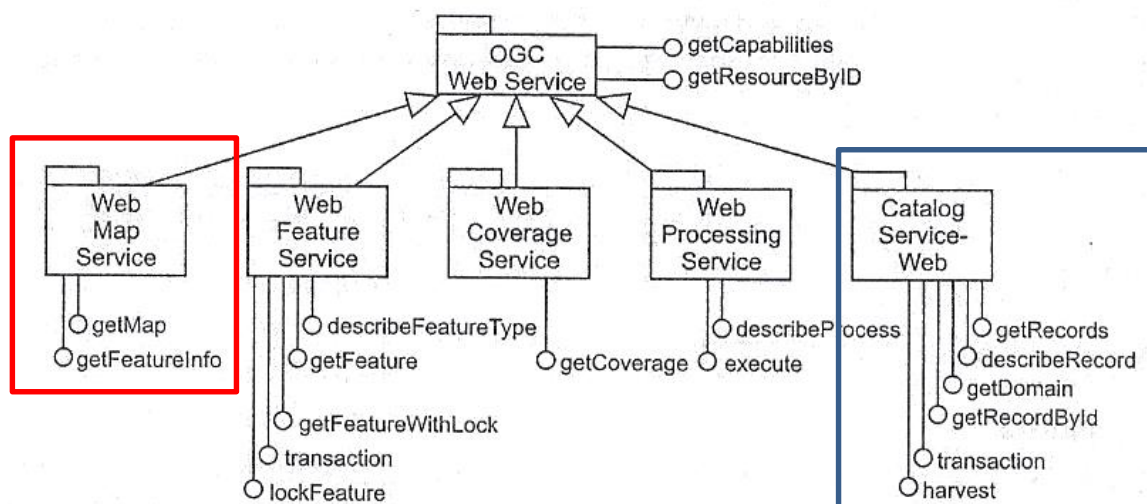 OGC
Web Service
getCapabilities
getResourceByID
Web
Map
Service
getMap
getFeatureInfo
Web
Feature
Service
describeFeatureType
getFeature
getFeatureWithLock
transaction
lockFeature
Web
Coverage
Service
getCoverage
Web
Processing
Service
describeProcess
execute
Catalog
Service-
Web
getRecords
describeRecord
getDomain
getRecordById
transaction
harvest